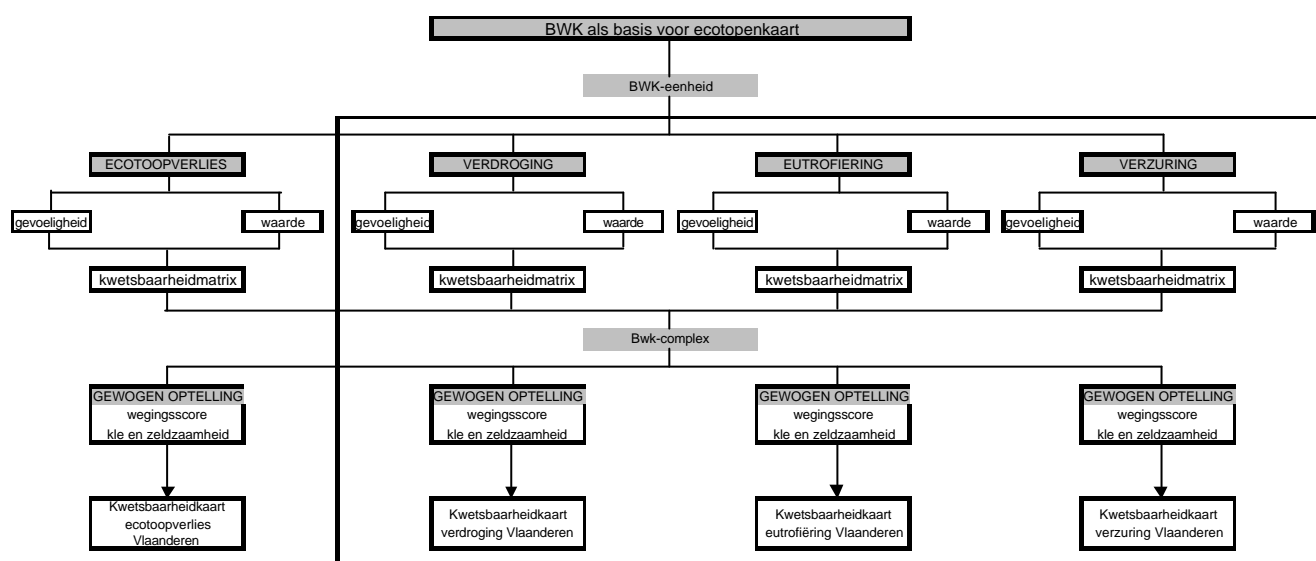 BWK als basis voor ecotopenkaart
BWK-eenheid
ECOTOOPVERLIES
VERDROGING
EUTROFIERING
VERZURING
gevoeligheid
waarde
gevoeligheid
waarde
gevoeligheid
waarde
gevoeligheid
waarde
kwetsbaarheidmatrix
kwetsbaarheidmatrix
kwetsbaarheidmatrix
kwetsbaarheidmatrix
Bwk-complex
GEWOGEN OPTELLING
wegingsscore
kle en zeldzaamheid
GEWOGEN OPTELLING
wegingsscore
kle en zeldzaamheid
GEWOGEN OPTELLING
wegingsscore
kle en zeldzaamheid
GEWOGEN OPTELLING
wegingsscore
kle en zeldzaamheid
Kwetsbaarheidkaart
ecotoopverlies
Vlaanderen
Kwetsbaarheidkaart
verdroging Vlaanderen
Kwetsbaarheidkaart
eutrofiëring Vlaanderen
Kwetsbaarheidkaart
verzuring Vlaanderen